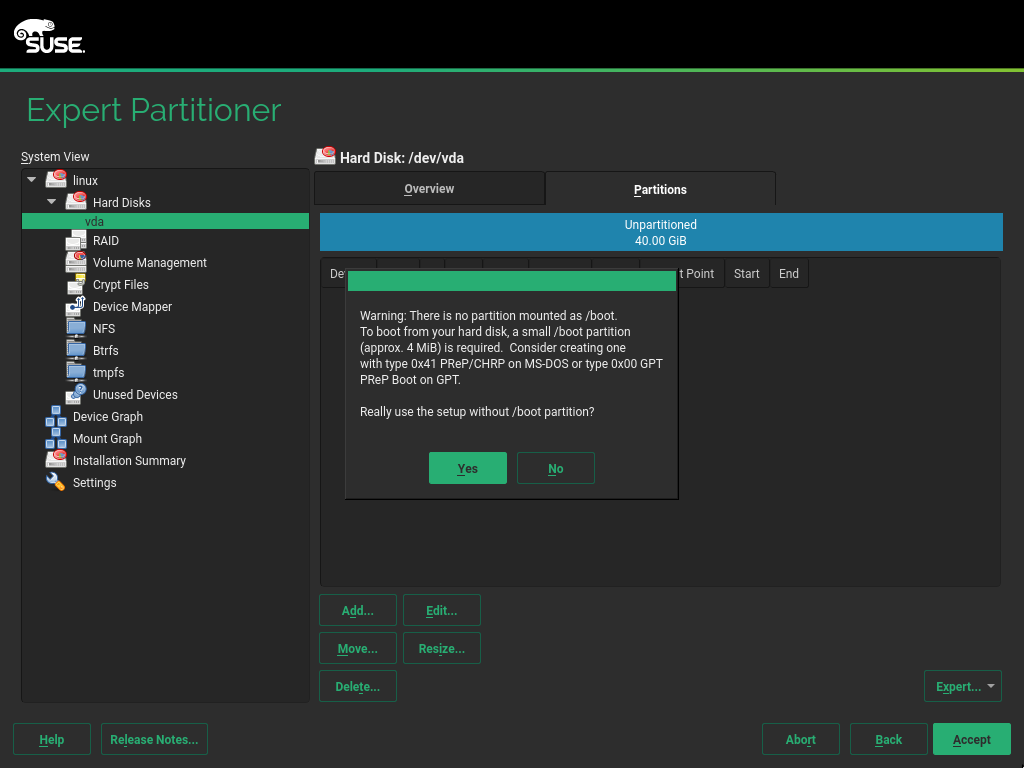 SUSE.
Expert Partitioner
System View
linux
Hard Disks
vda
RAID
Volume Management
Crypt Files
Device Mapper
NFS
Btrfs
tmpfs
Unused Devices
Device Graph
Mount Graph
Installation Summary
Settings
Hard Disk: /dev/vda
Overview
Partitions
Unpartitioned
40.00 GiB
t Point Start End
Warning: There is no partition mounted as /boot.
To boot from your hard disk, a small /boot partition
(approx. 4 MiB) is required. Consider creating one
with type 0x41 PReP/CHRP on MS-DOS or type 0x00 GPT
PReP Boot on GPT.
Really use the setup without /boot partition?
Yes No
Add... Edit...
Move... Resize...
Delete... Expert...
Help Release Notes... Abort Back Accept